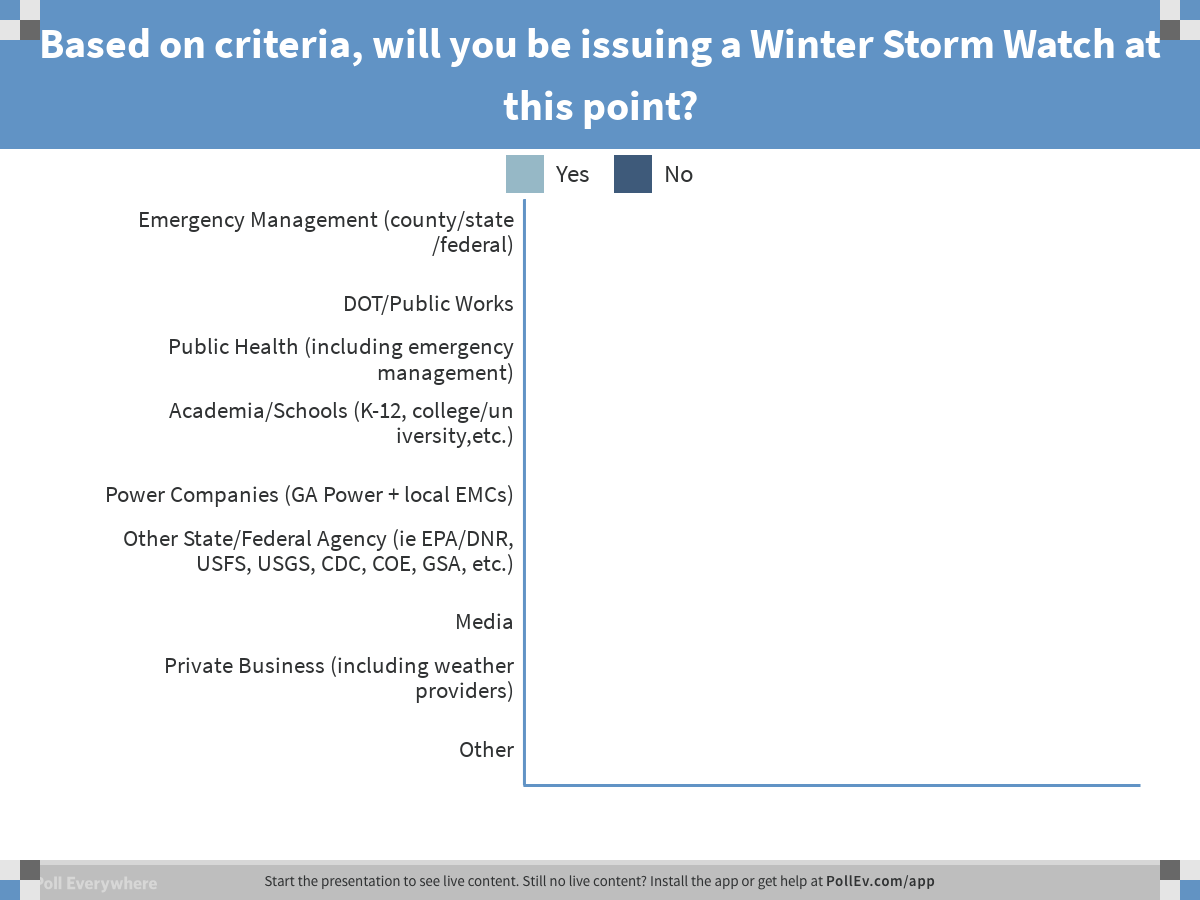 Based on criteria, will you be issuing a Winter Storm Watch at
this point?
Yes No
Emergency Management (county/state
/federal)
DOT/Public Works
Public Health (including emergency
management)
Academia/Schools (K-12, college/un
iversity,etc.)
Power Companies (GA Power + local EMCs)
Other State/Federal Agency (ie EPA/DNR,
USFS, USGS, CDC, COE, GSA, etc.)
Media
Private Business (including weather
providers)
Other
Poll Everywhere
Start the presentation to see live content. Still no live content? Install the app or get help at PollEv.com/app